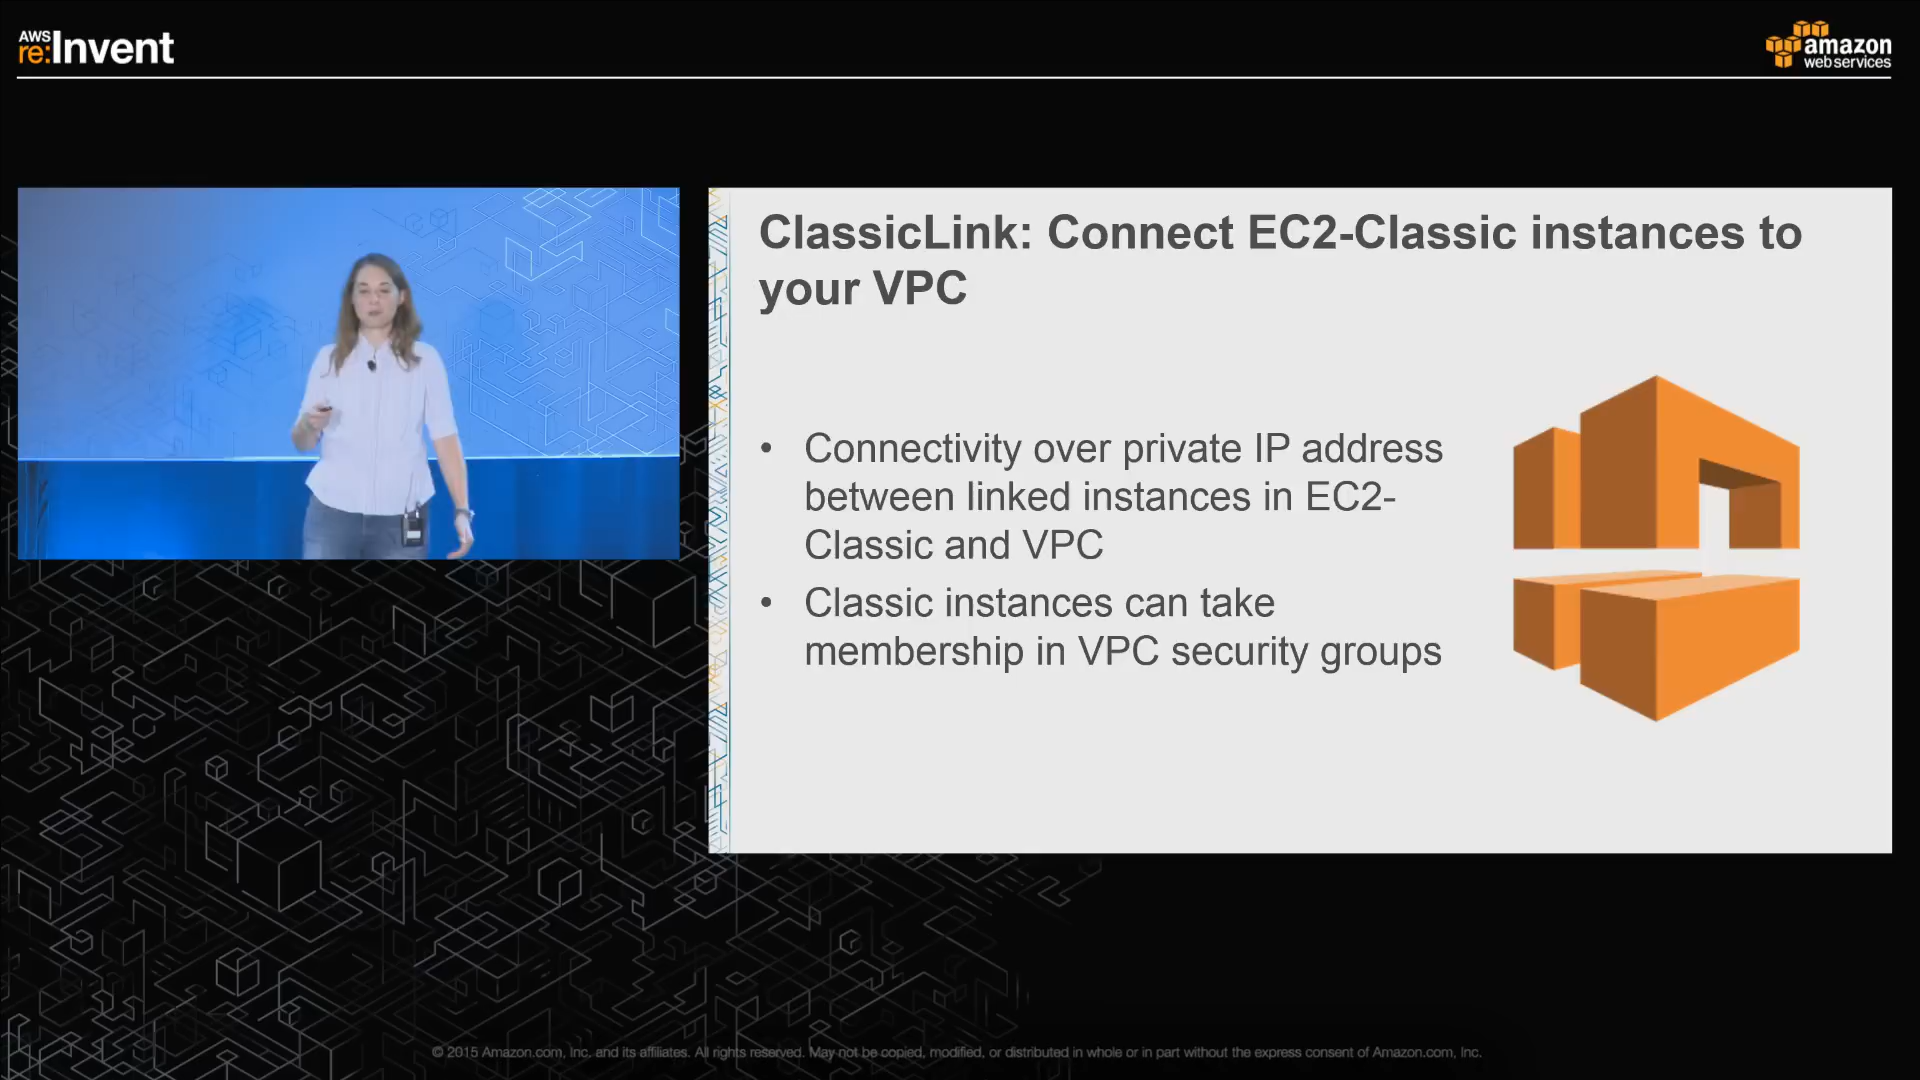 AWS
re:Invent
amazon
web services
ClassicLink: Connect EC2-Classic instances to
your VPC
• Connectivity over private IP address
between linked instances in EC2-
Classic and VPC
• Classic instances can take
membership in VPC security groups
© 2015 Amazon.com, Inc. and its affiliates. All rights reserved. May not be copied, modified, or distributed in whole or in part without the express consent of Amazon.com, Inc.